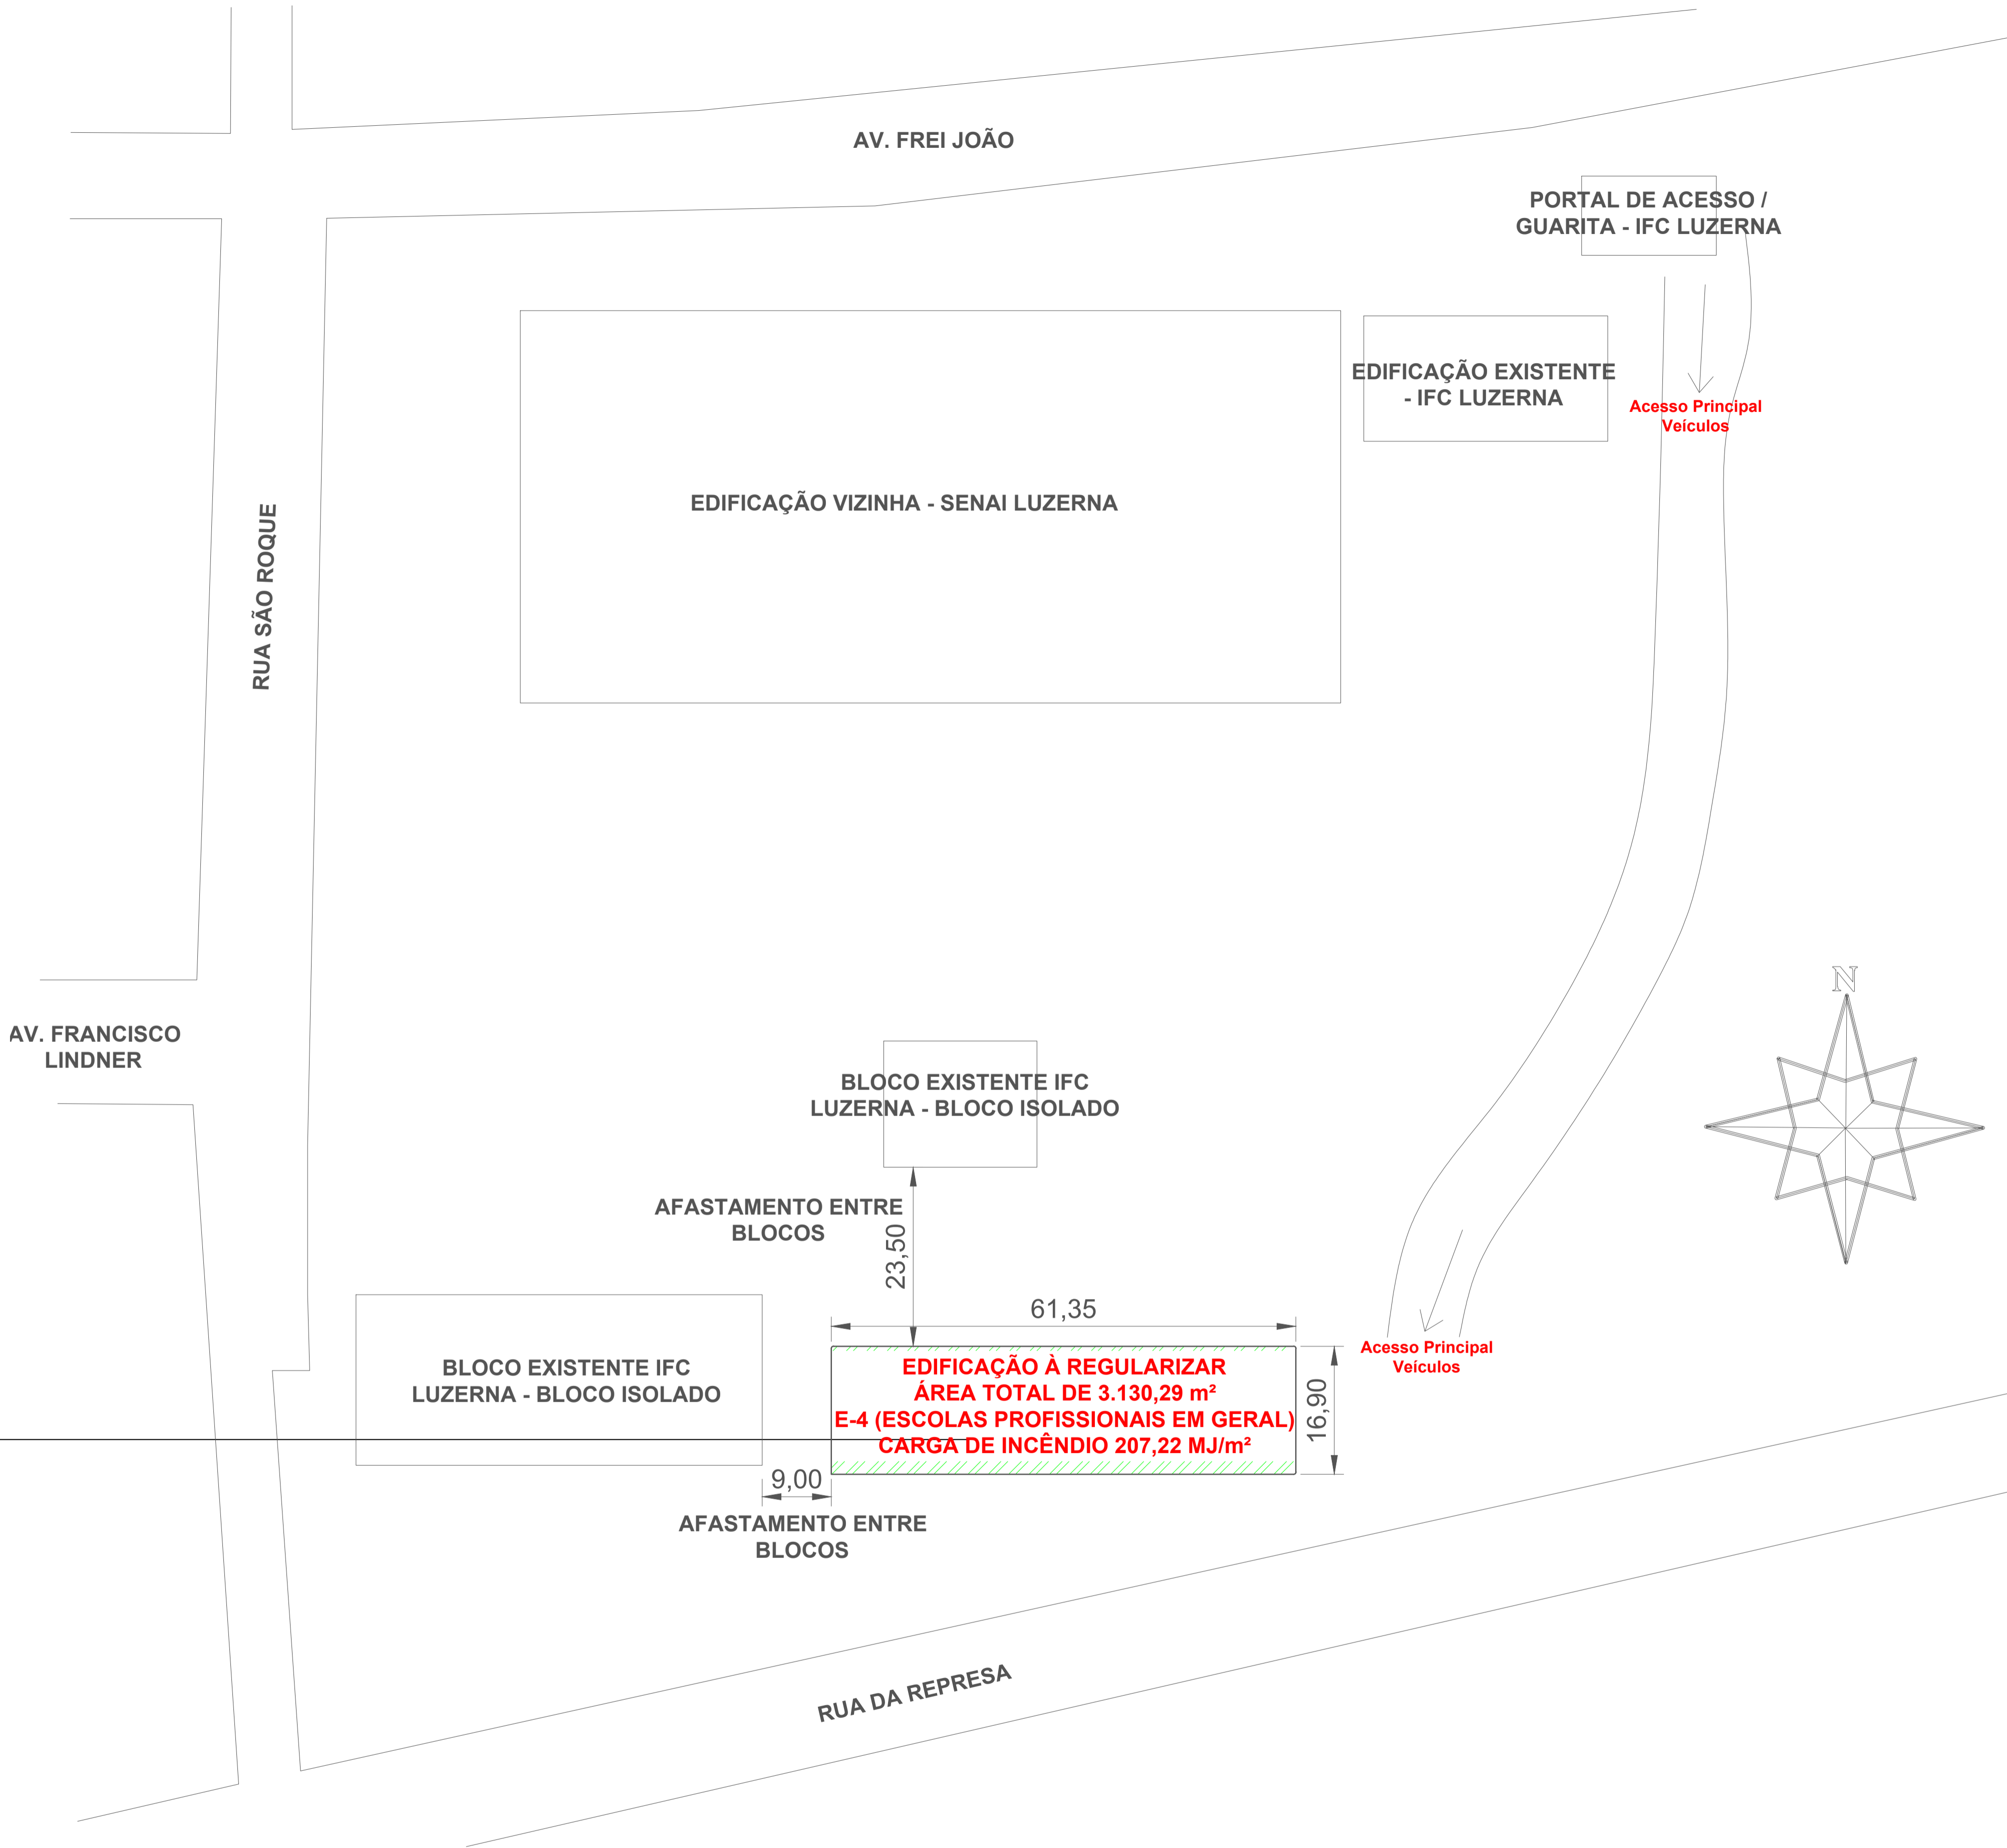 AV. FREI JOÃO
PORTAL DE ACESSO /
GUARITA - IFC LUZERNA
EDIFICAÇÃO EXISTENTE
- IFC LUZERNA
Acesso Principal
Veículos
EDIFICAÇÃO VIZINHA - SENAI LUZERNA
RUA SÃO ROQUE
N
AV. FRANCISCO
LINDNER
BLOCO EXISTENTE IFC
LUZERNA - BLOCO ISOLADO
AFASTAMENTO ENTRE
BLOCOS
23,50
61,35
BLOCO EXISTENTE IFC
LUZERNA - BLOCO ISOLADO
EDIFICAÇÃO À REGULARIZAR
ÁREA TOTAL DE 3.130,29 m²
E-4 (ESCOLAS PROFISSIONAIS EM GERAL)
CARGA DE INCÊNDIO 207,22 MJ/m²
16,90
Acesso Principal
Veículos
9,00
AFASTAMENTO ENTRE
BLOCOS
RUA DA REPRESA